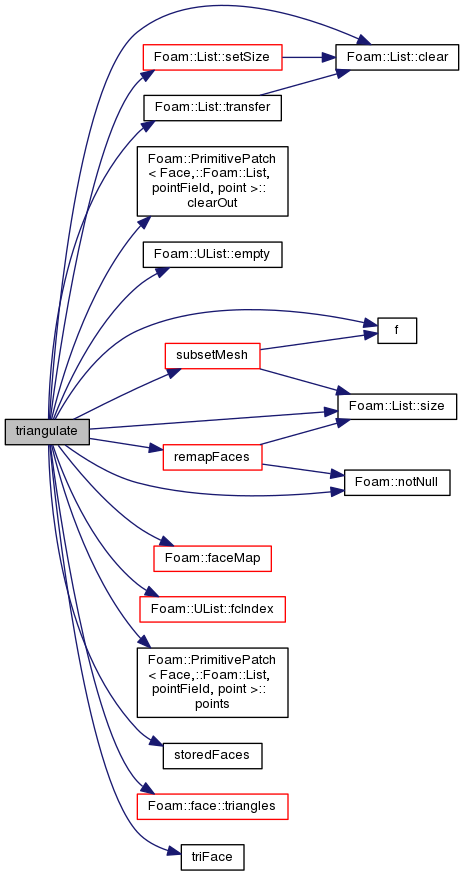 Foam::List::setSize
Foam::List::clear
Foam::List::transfer
Foam::PrimitivePatch
< Face,::Foam::List,
pointField, point >::
clearOut
Foam::UList::empty
f
subsetMesh
Foam::List::size
triangulate
remapFaces
Foam::notNull
Foam::faceMap
Foam::UList::fcIndex
Foam::PrimitivePatch
< Face,::Foam::List,
pointField, point >::
points
storedFaces
Foam::face::triangles
triFace